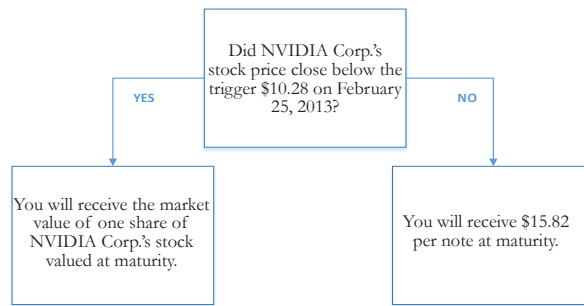 Did NVIDIA Corp.'s
stock price close below the
trigger $10.28 on February
25, 2013?
YES
NO
You will receive the market
value of one share of
NVIDIA Corp.'s stock
valued at maturity.
You will receive $15.82
per note at maturity.